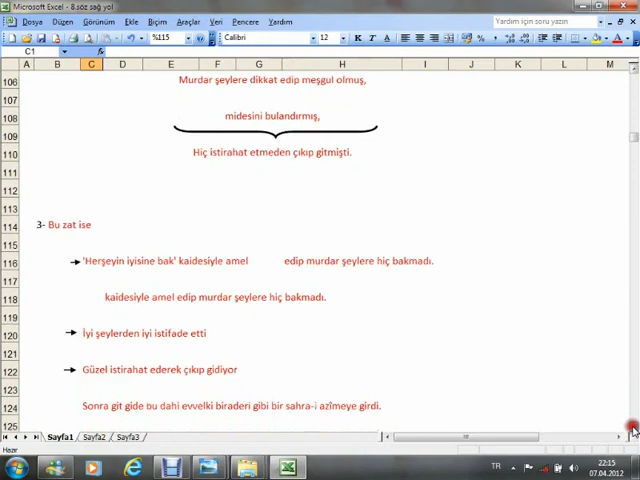 Microsoft Excel - 8.söz sağ yol
Dosya Düzen Görünüm Ekle Biçim Araçlar Veri Pencere Yardım Yardım için soru yazın
%115 Calibri 12 K T A
C1 fx
A B C D E F G H I J K L M
106 Murdar şeylere dikkat edip meşgul olmuş,
107
108 midesini bulandırmış,
109
110 Hiç istirahat etmeden çıkıp gitmişti.
111
112
113
114 3- Bu zat ise
115
116 'Herşeyin iyisine bak' kaidesiyle amel edip murdar şeylere hiç bakmadı.
117
118 kaidesiyle amel edip murdar şeylere hiç bakmadı.
119
120 İyi şeylerden iyi istifade etti
121
122 Güzel istirahat ederek çıkıp gidiyor
123
124 Sonra git gide bu dahi evvelki biraderi gibi bir sahra-i azîmeye girdi.
125
Sayfa1 Sayfa2 Sayfa3
Hazır
TR 22:15
07.04.2012